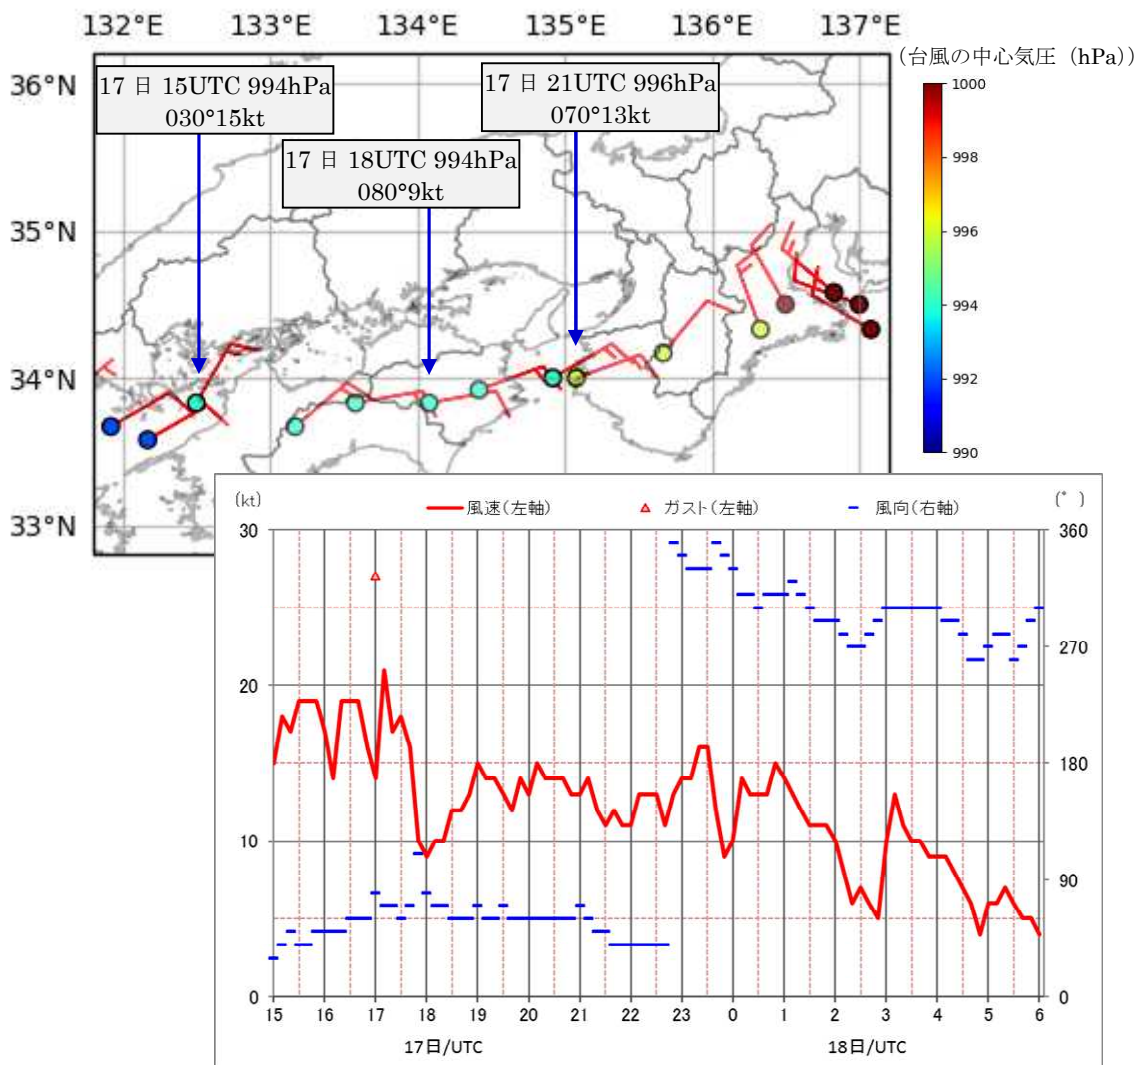 132°E 133°E 134°E 135°E 136°E 137°E
36°N
35°N
34°N
33°N
17 日 15UTC 994hPa
030°15kt
17 日 18UTC 994hPa
080°9kt
17 日 21UTC 996hPa
070°13kt
(台風の中心気圧（hPa))
1000
998
996
994
992
990
(kt)
風速(左軸) ガスト(左軸) 風向(右軸)
(°)
30
20
10
0
360
270
180
90
0
15 16 17 18 19 20 21 22 23 0 1 2 3 4 5 6
17日/UTC 18日/UTC